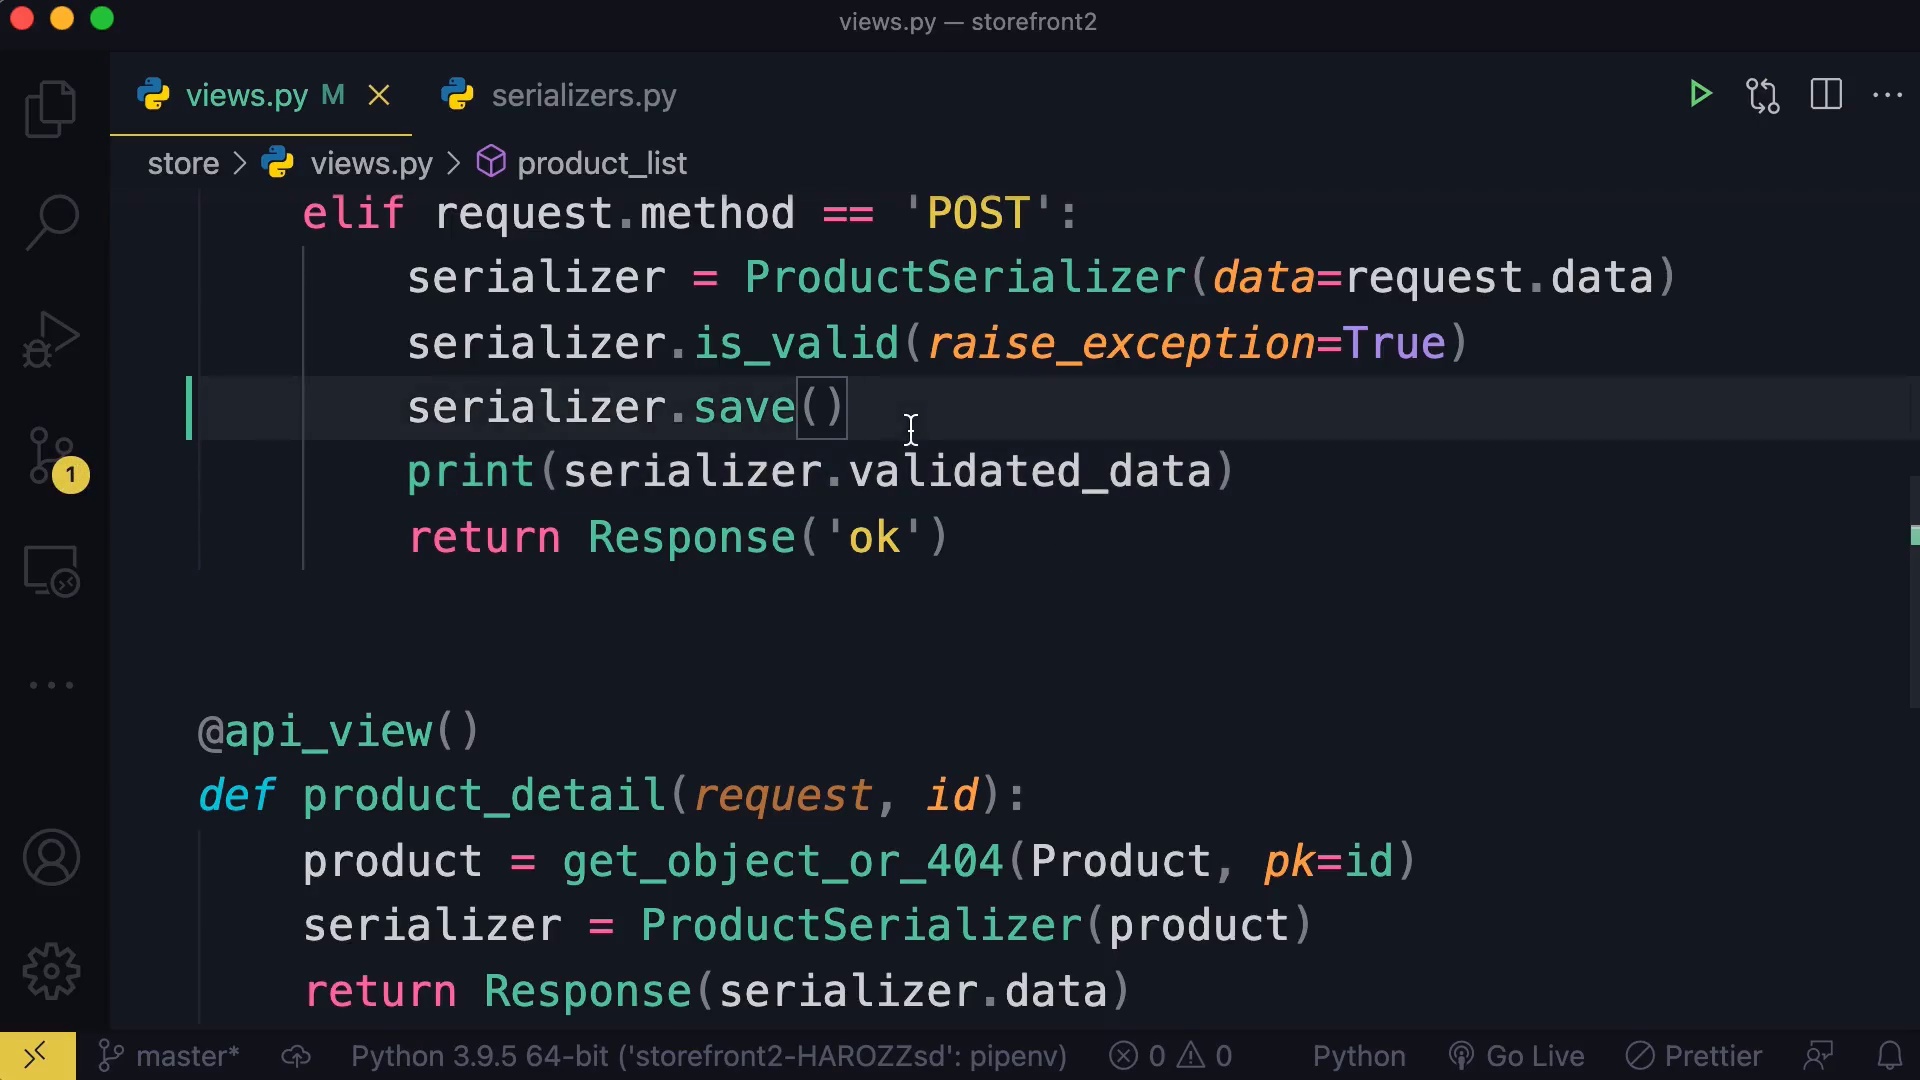 views.py — storefront2
views.py M
serializers.py
store > views.py > product_list
elif request.method == 'POST':
serializer = ProductSerializer(data=request.data)
serializer.is_valid(raise_exception=True)
serializer.save()
print(serializer.validated_data)
return Response('ok')
1
@api_view()
def product_detail(request, id):
product = get_object_or_404(Product, pk=id)
serializer = ProductSerializer(product)
return Response(serializer.data)
master* Python 3.9.5 64-bit ('storefront2-HAROZZsd': pipenv) 0 0 Python Go Live Prettier